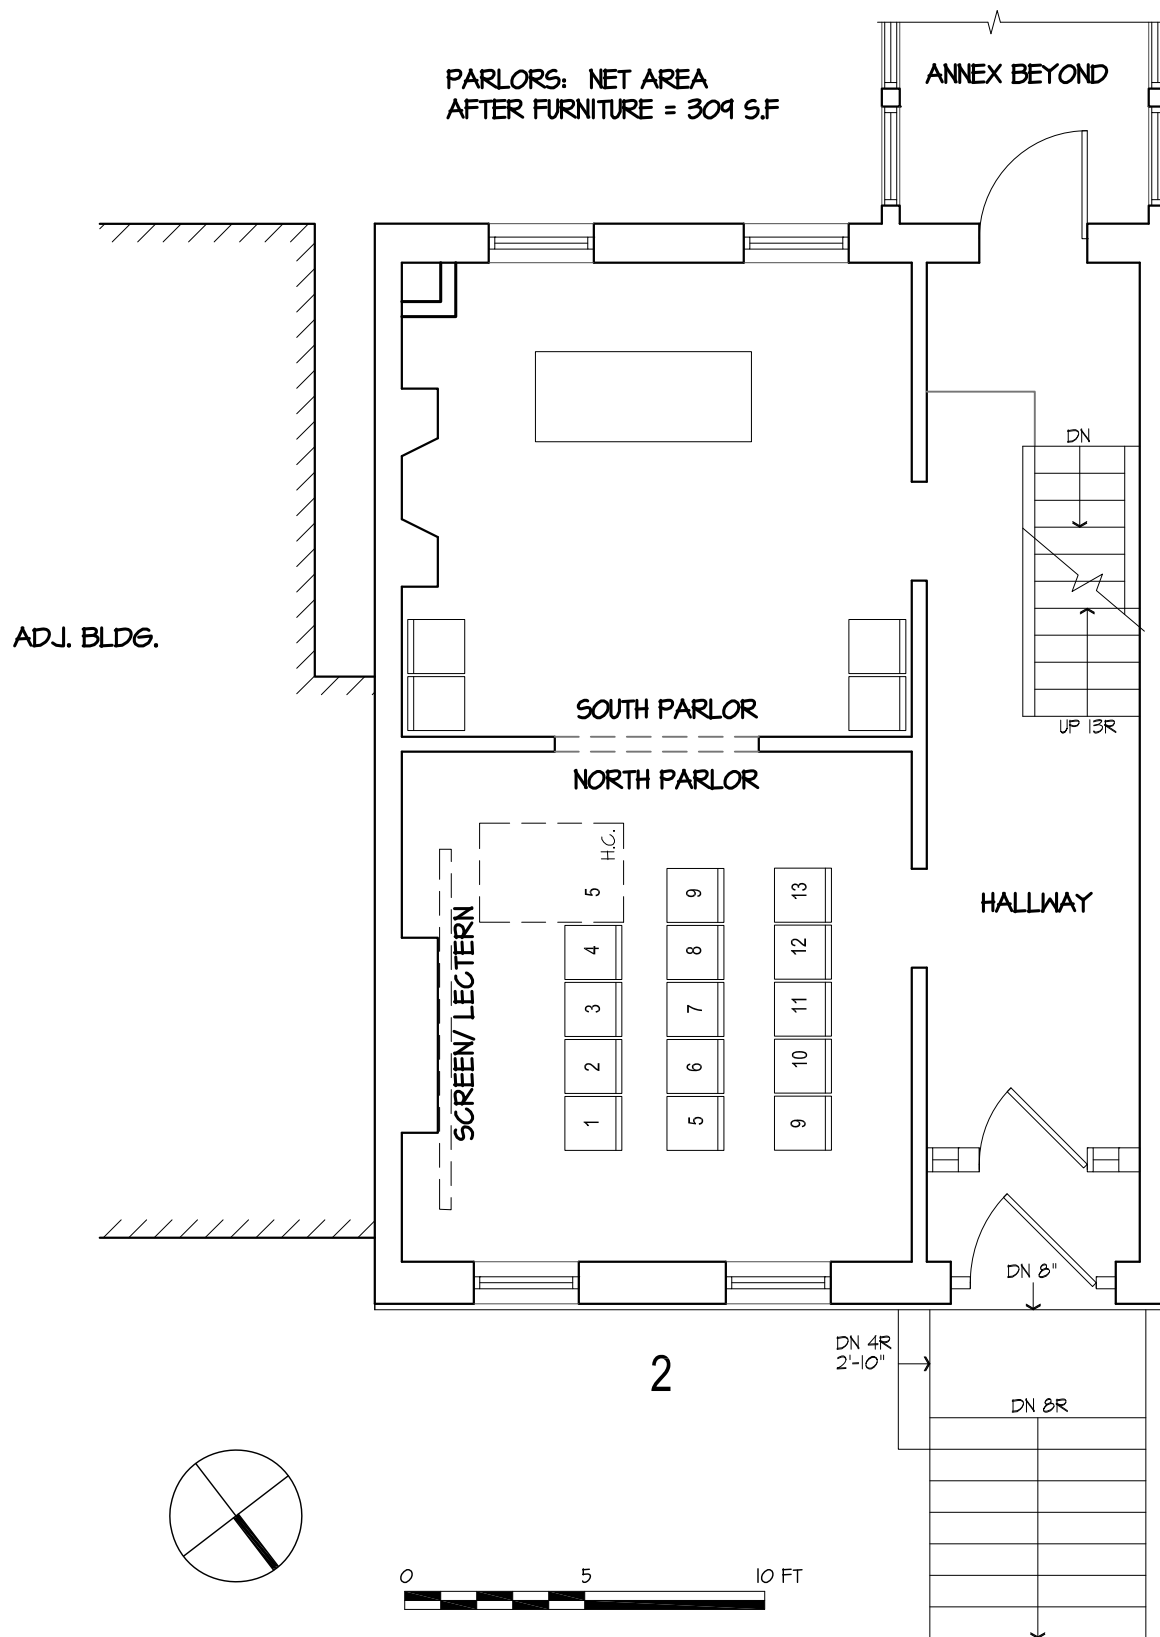 PARLORS: NET AREA
AFTER FURNITURE = 309 S.F
ANNEX BEYOND
DN
ADJ. BLDG.
SOUTH PARLOR
UP 13R
NORTH PARLOR
H.C.
SCREEN/ LECTERN
5
9
13
HALLWAY
4
8
12
3
7
11
2
6
10
1
5
9
DN 8"
DN 4R
2'-10"
2
DN 8R
0
5
10 FT